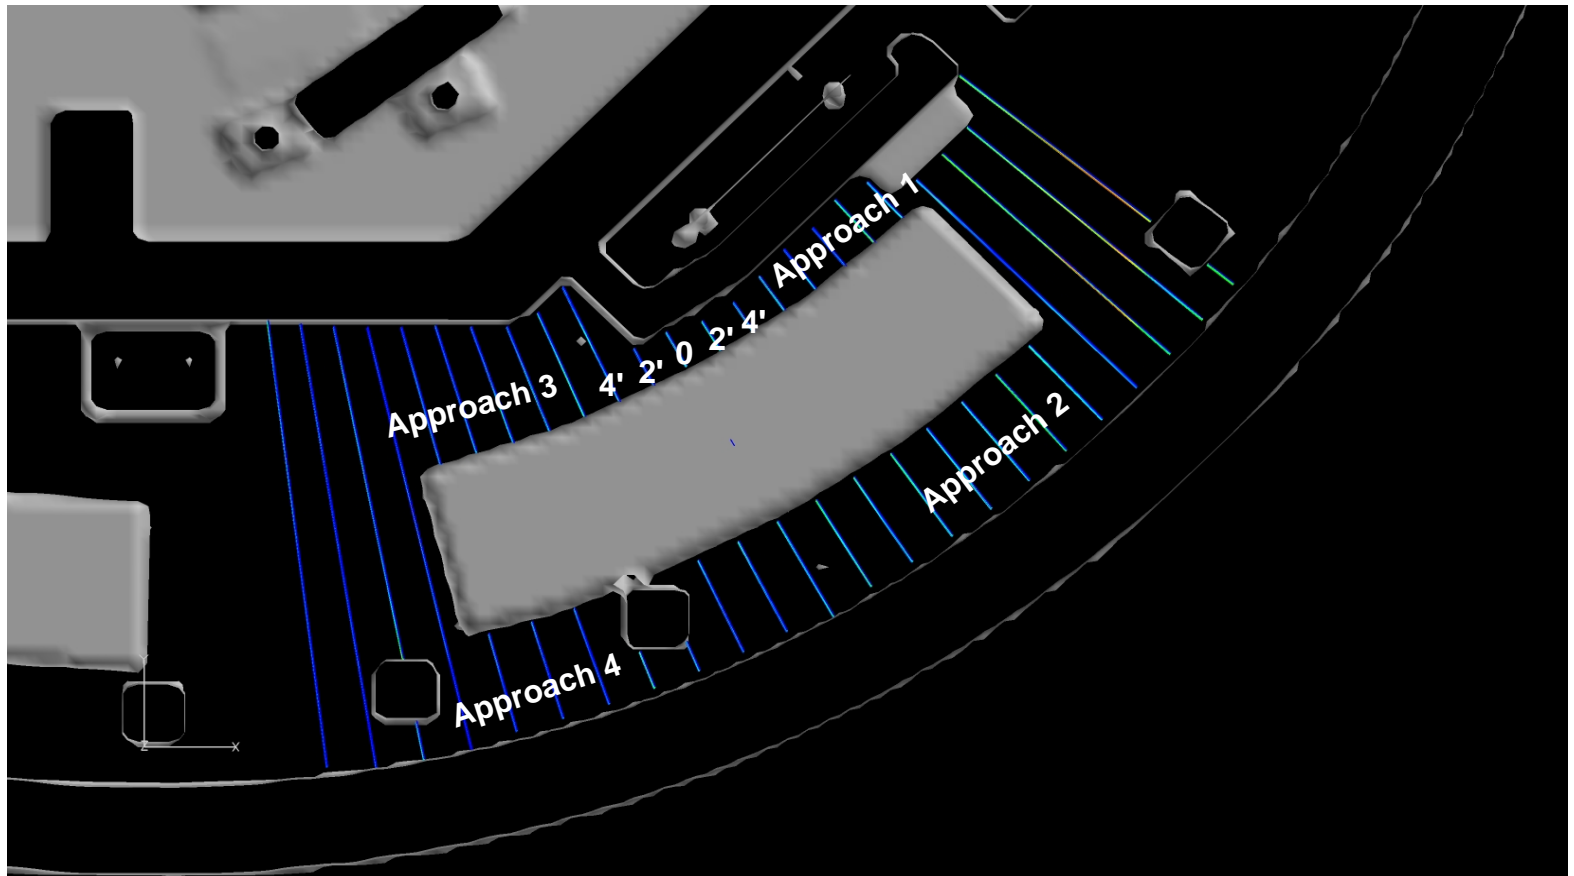 Approach 1
4' 2' 0 2' 4'
Approach 3
Approach 2
Approach 4
Z X